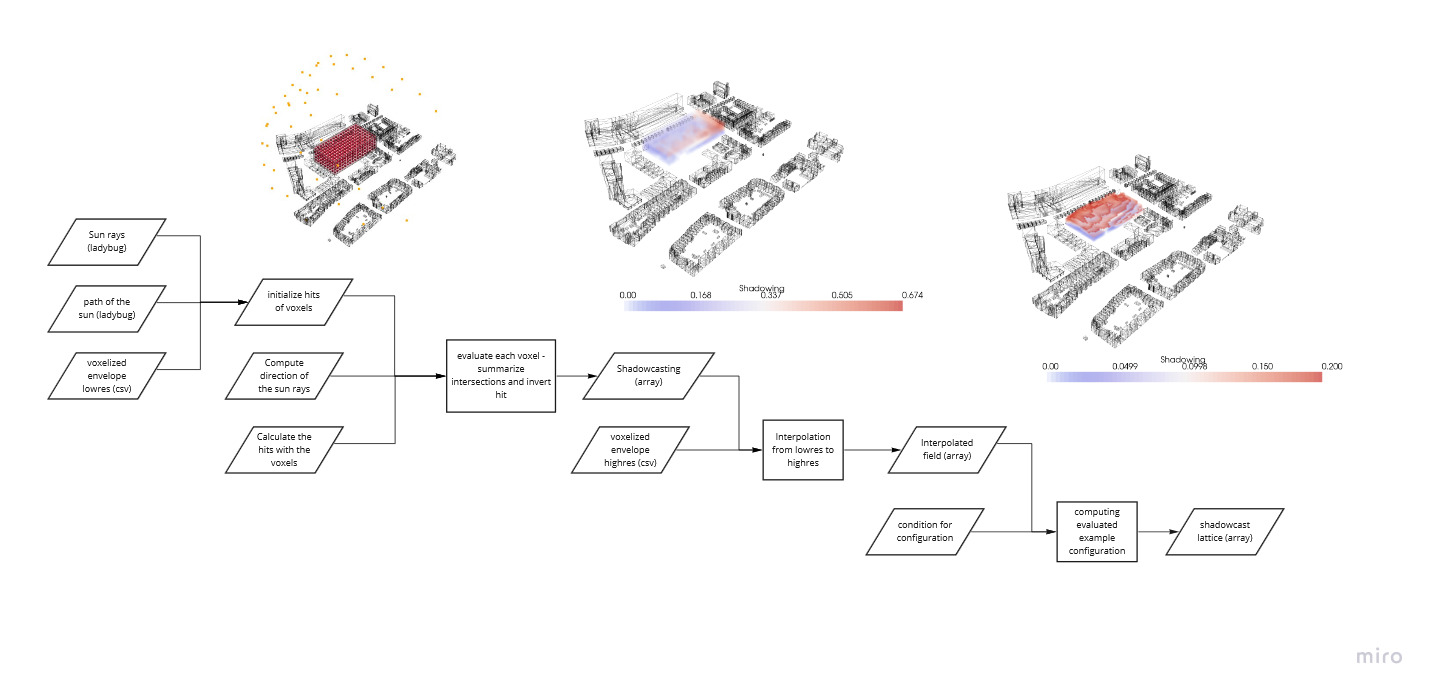 Sun rays
(ladybug)
path of the
sun (ladybug)
voxelized
envelope
lowres (csv)
initialize hits
of voxels
Compute
direction of
the sun rays
Calculate the
hits with the
voxels
evaluate each voxel -
summarize
intersections and invert
hit
Shadowcasting
(array)
voxelized
envelope
highres (csv)
Interpolation
from lowres to
highres
Interpolated
field (array)
condition for
configuration
computing
evaluated
example
configuration
shadowcast
lattice (array)
Shadowing
0.00 0.168 0.337 0.505 0.674
Shadowing
0.00 0.0499 0.0998 0.150 0.200
miro